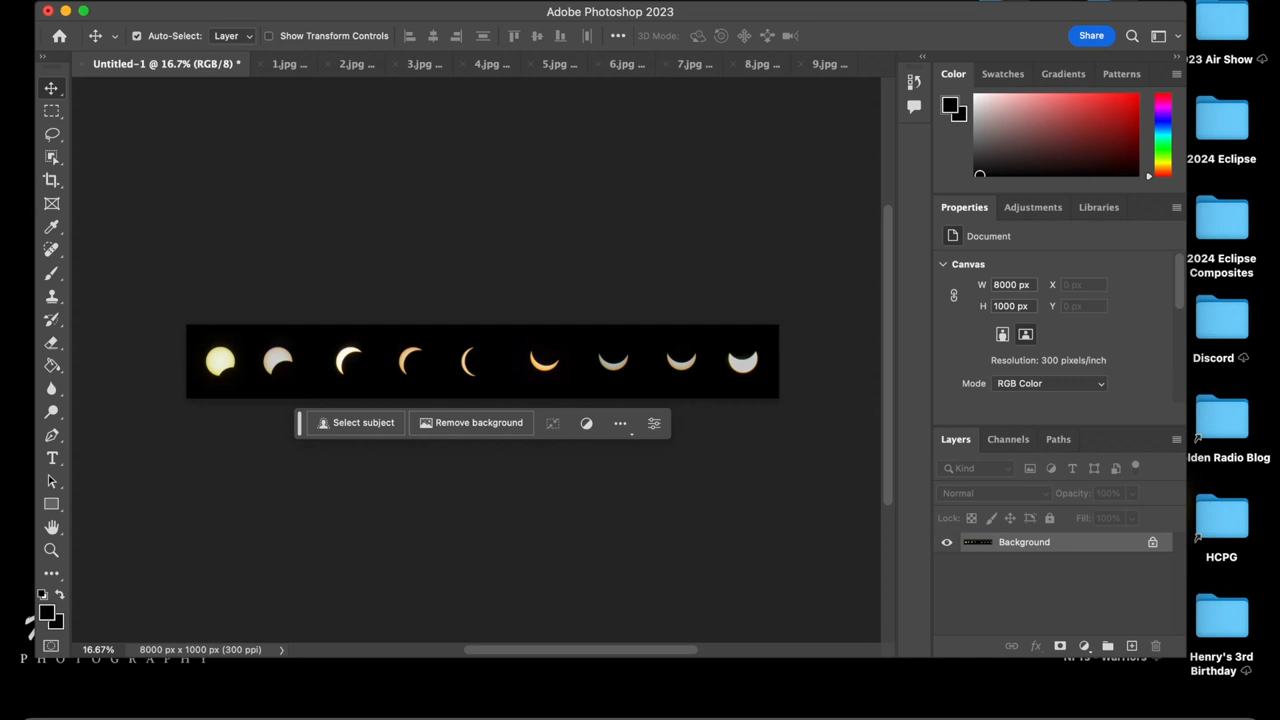 Adobe Photoshop 2023
Auto-Select: Layer Show Transform Controls ••• 3D Mode: Share
Untitled-1 @ 16.7% (RGB/8) * 1.jpg ... 2.jpg ... 3.jpg ... 4.jpg ... 5.jpg ... 6.jpg ... 7.jpg ... 8.jpg ... 9.jpg ...
Color Swatches Gradients Patterns
Properties Adjustments Libraries
Document
Canvas
W 8000 px X 0 px
H 1000 px Y 0 px
Resolution: 300 pixels/inch
Mode RGB Color
Select subject Remove background •••
Layers Channels Paths
Kind
Normal Opacity: 100%
Lock: Fill: 100%
Background
16.67% 8000 px x 1000 px (300 ppi)
PHOTOGRAPHY
23 Air Show
2024 Eclipse
2024 Eclipse
Composites
Discord
lden Radio Blog
HCPG
Henry's 3rd
Birthday